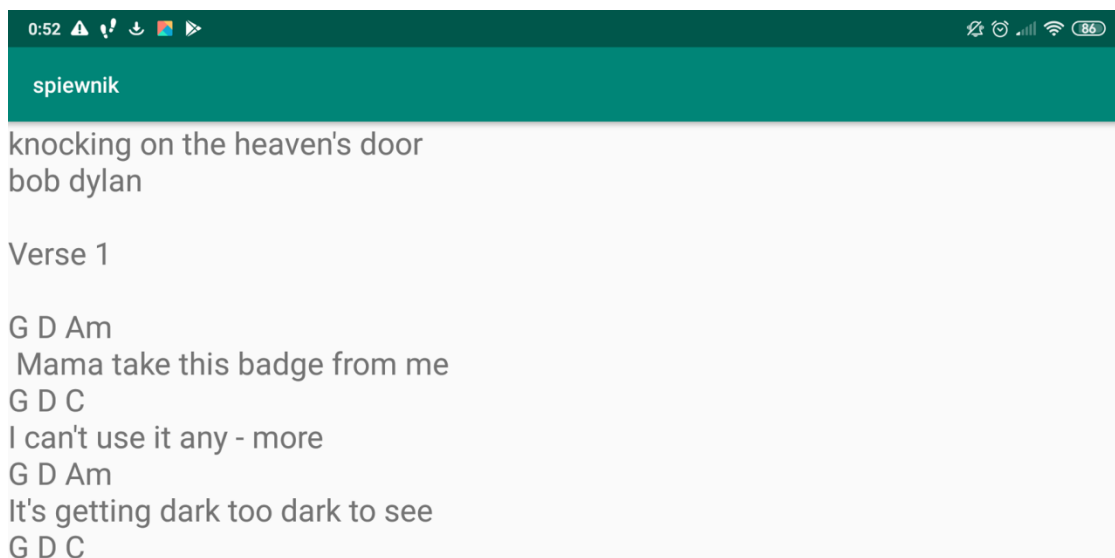 0:52
86
spiewnik
knocking on the heaven's door
bob dylan
Verse 1
G D Am
Mama take this badge from me
G D C
I can't use it any - more
G D Am
It's getting dark too dark to see
G D C